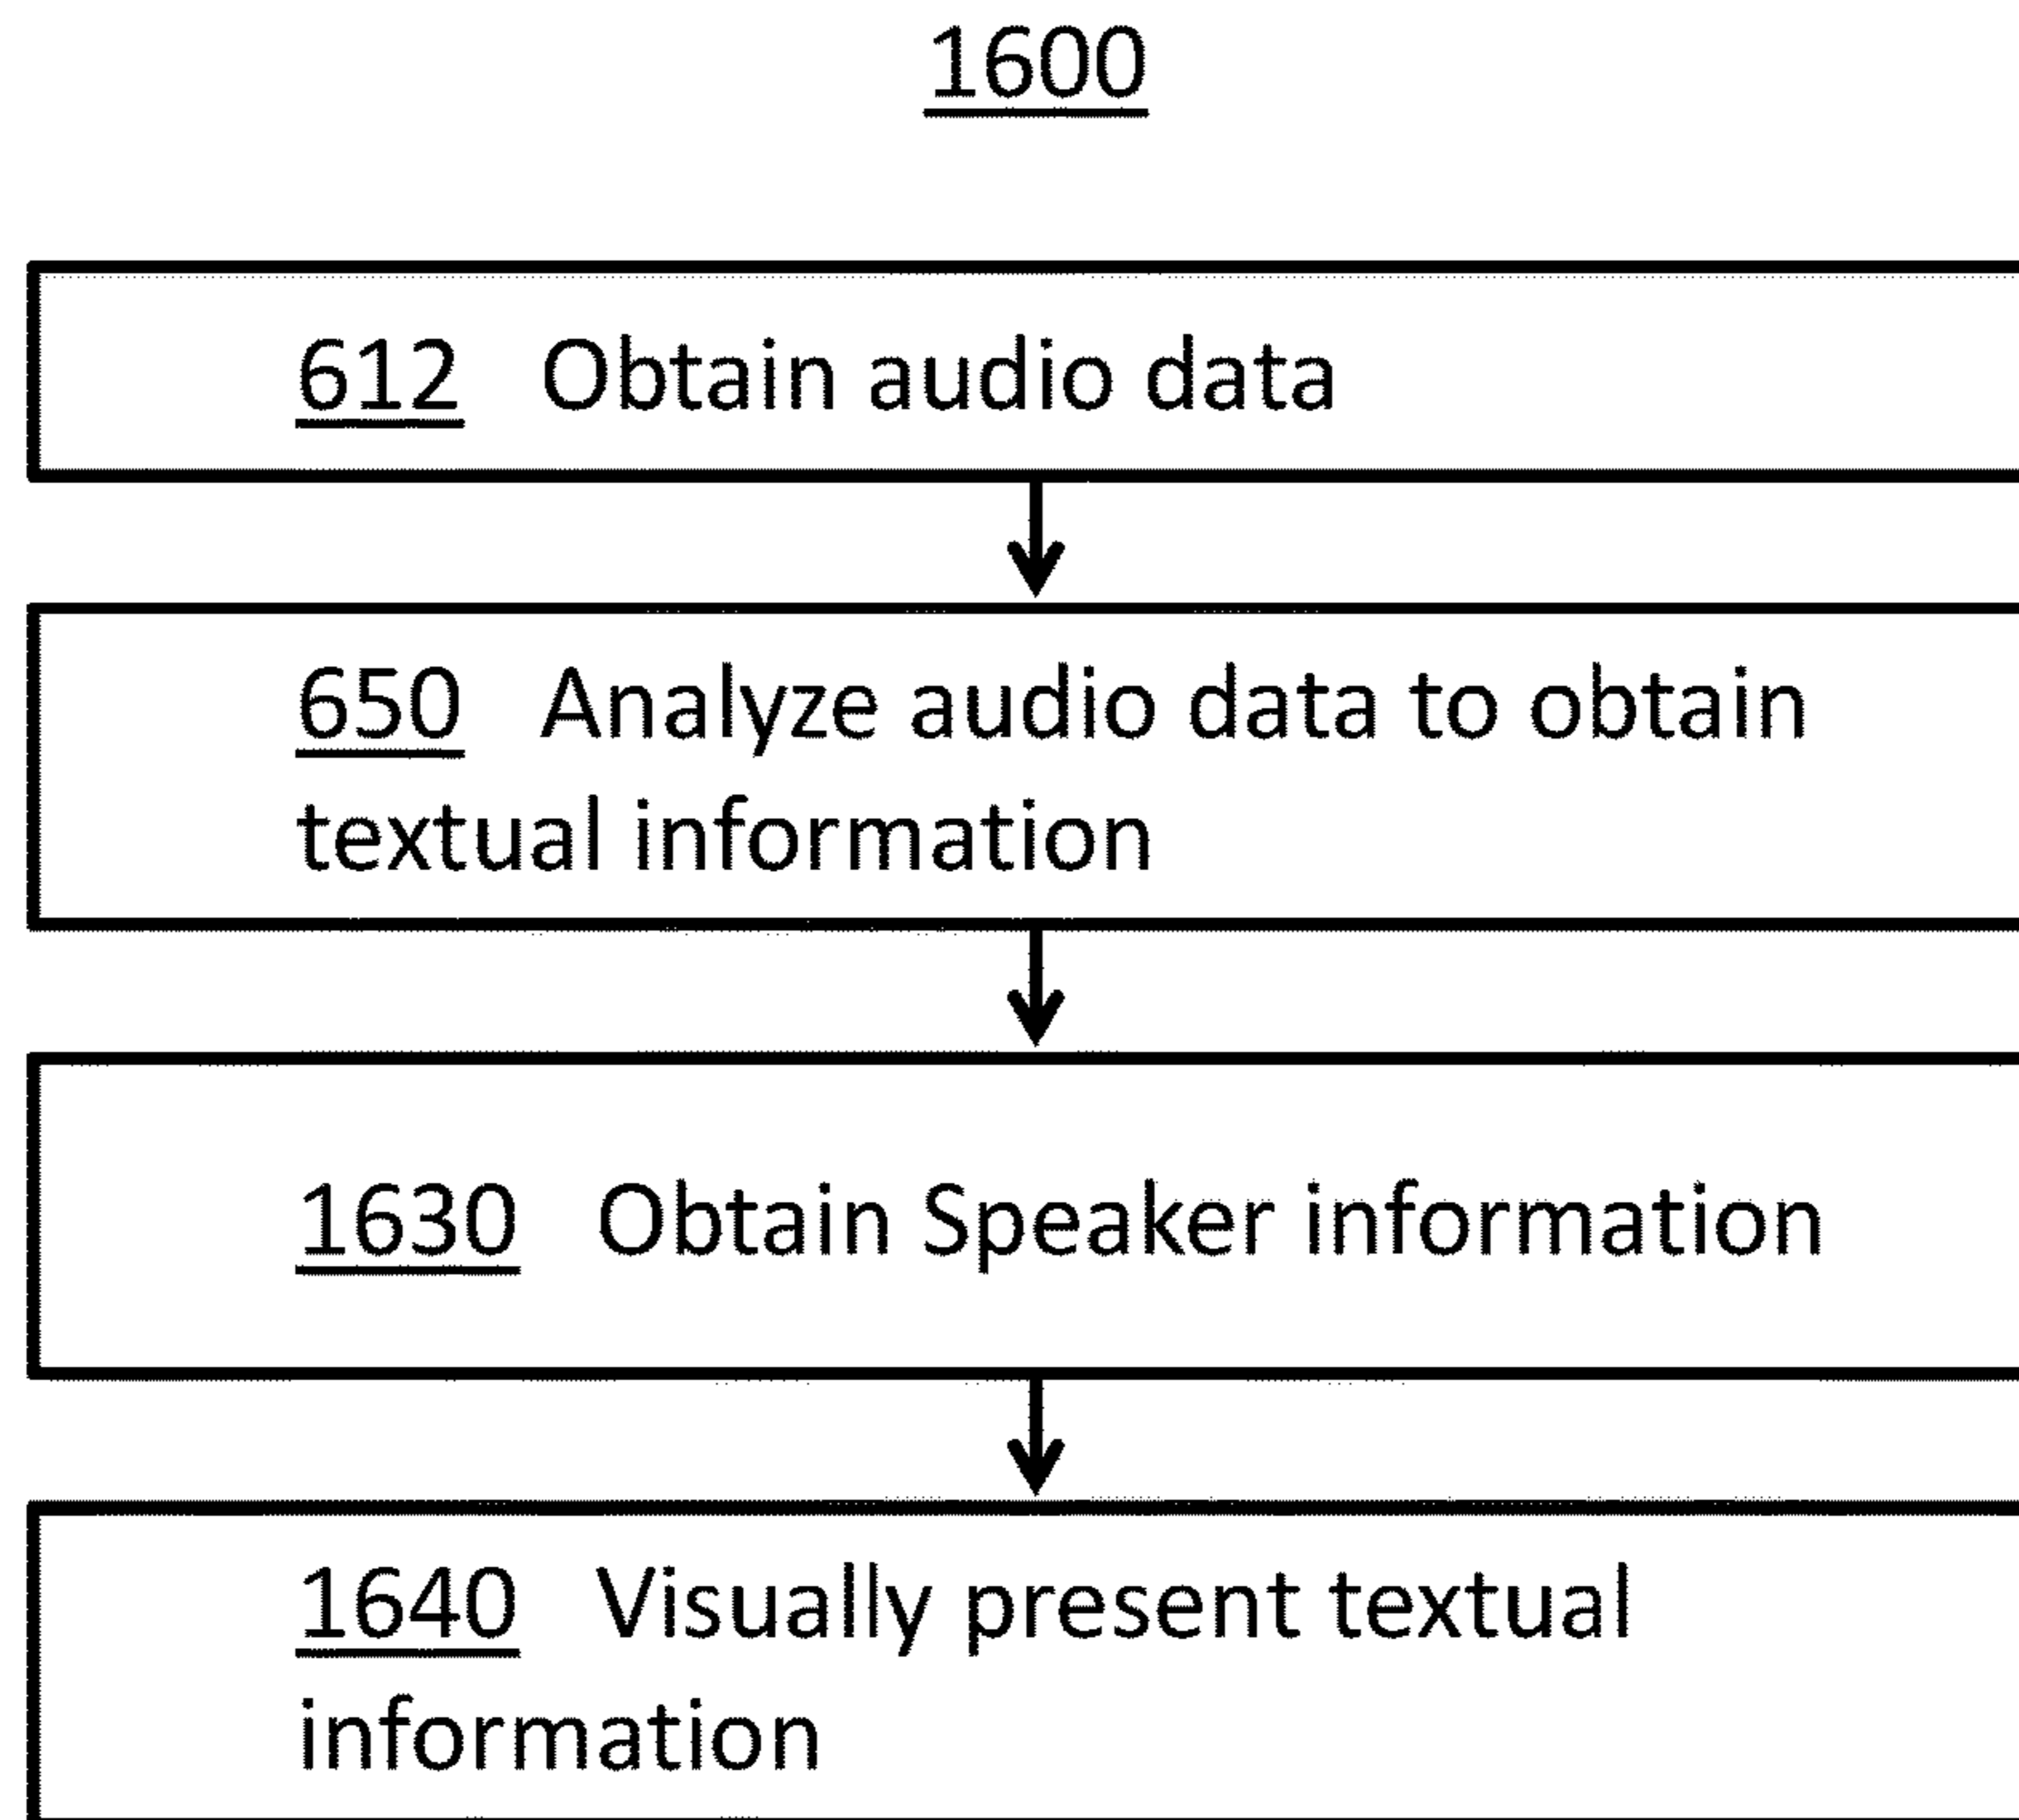 1600
612 Obtain audio data
650 Analyze audio data to obtain
textual information
1630 Obtain Speaker information
1640 Visually present textual
information